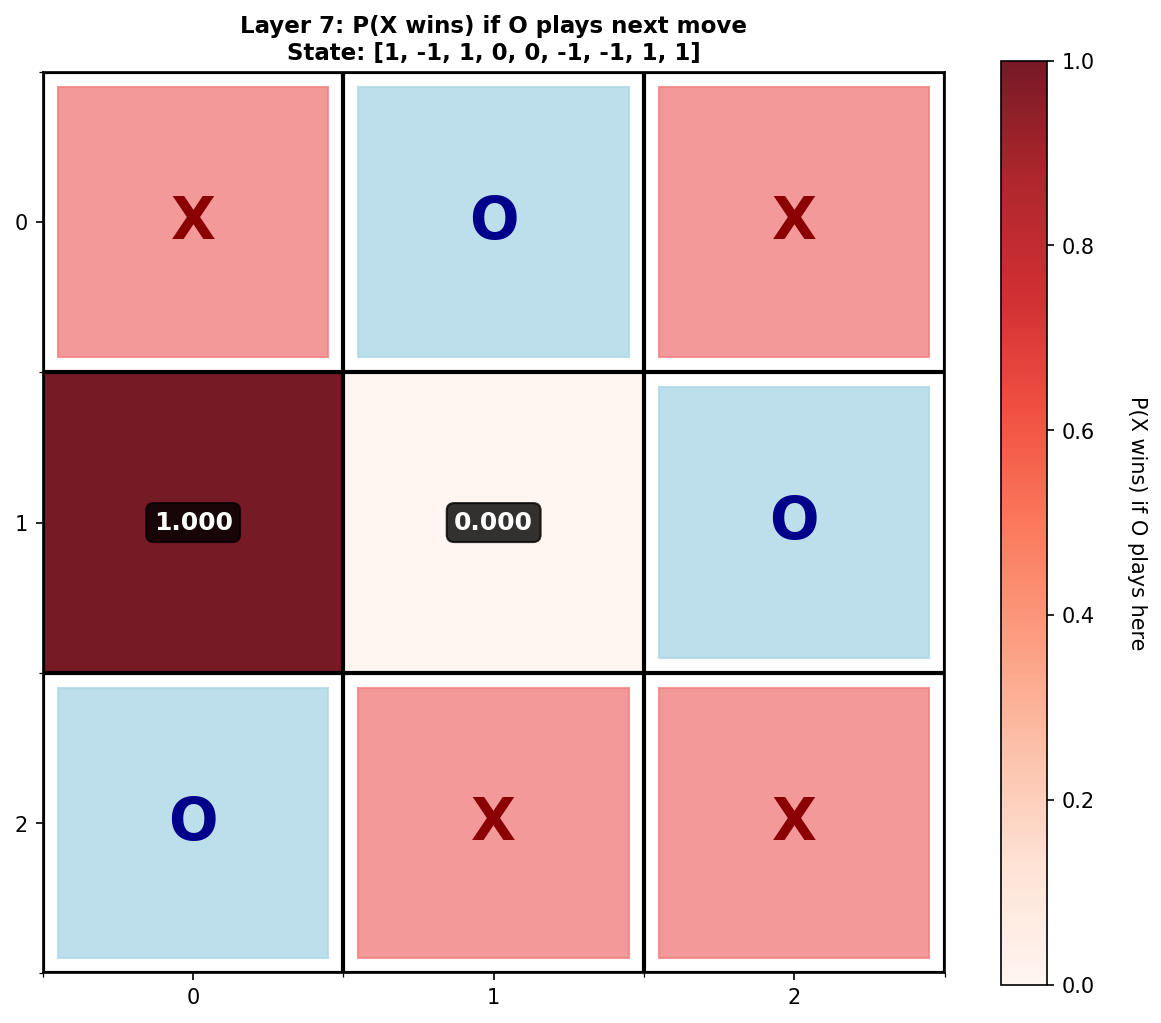 Layer 7: P(X wins) if O plays next move
State: [1, -1, 1, 0, 0, -1, -1, 1, 1]
X O X
1.000 0.000 O
O X X
0
1
2
0 1 2
1.0
0.8
0.6
0.4
0.2
0.0
P(X wins) if O plays here